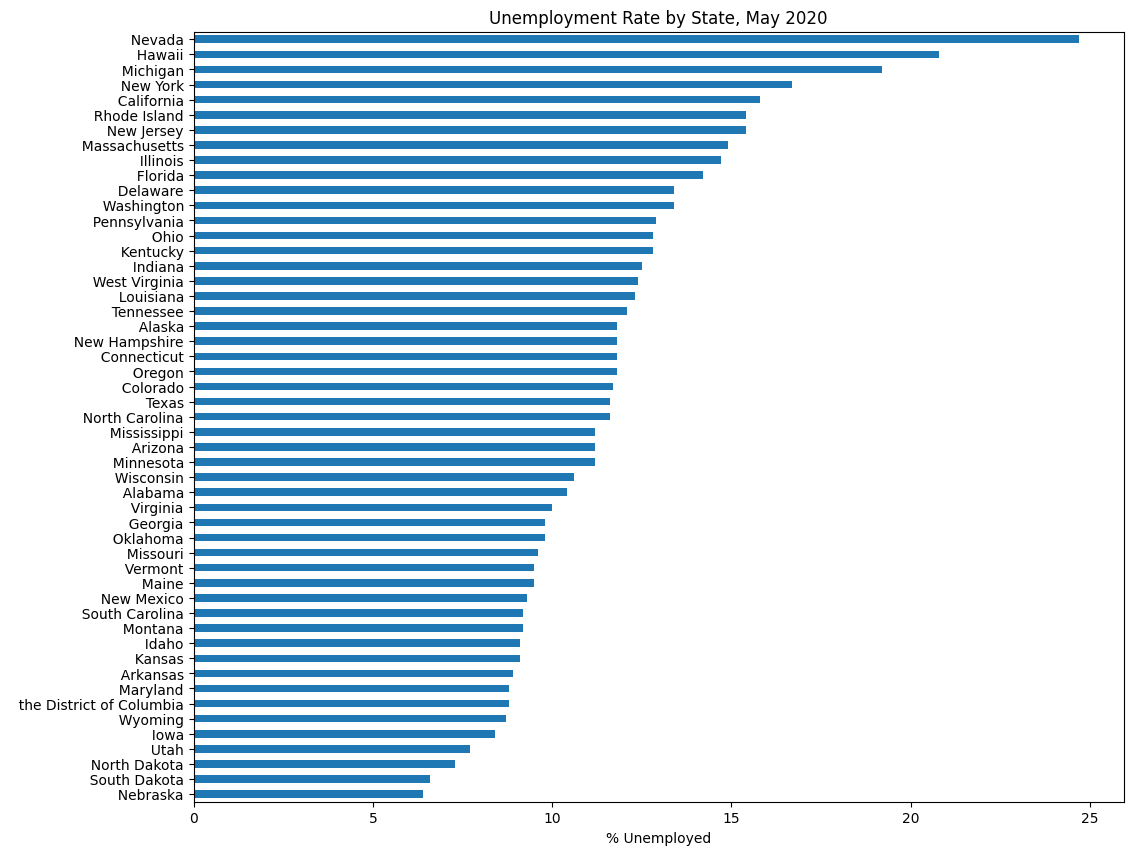 Unemployment Rate by State, May 2020
Nevada
Hawaii
Michigan
New York
California
Rhode Island
New Jersey
Massachusetts
Illinois
Florida
Delaware
Washington
Pennsylvania
Ohio
Kentucky
Indiana
West Virginia
Louisiana
Tennessee
Alaska
New Hampshire
Connecticut
Oregon
Colorado
Texas
North Carolina
Mississippi
Arizona
Minnesota
Wisconsin
Alabama
Virginia
Georgia
Oklahoma
Missouri
Vermont
Maine
New Mexico
South Carolina
Montana
Idaho
Kansas
Arkansas
Maryland
the District of Columbia
Wyoming
Iowa
Utah
North Dakota
South Dakota
Nebraska
0 5 10 15 20 25
% Unemployed